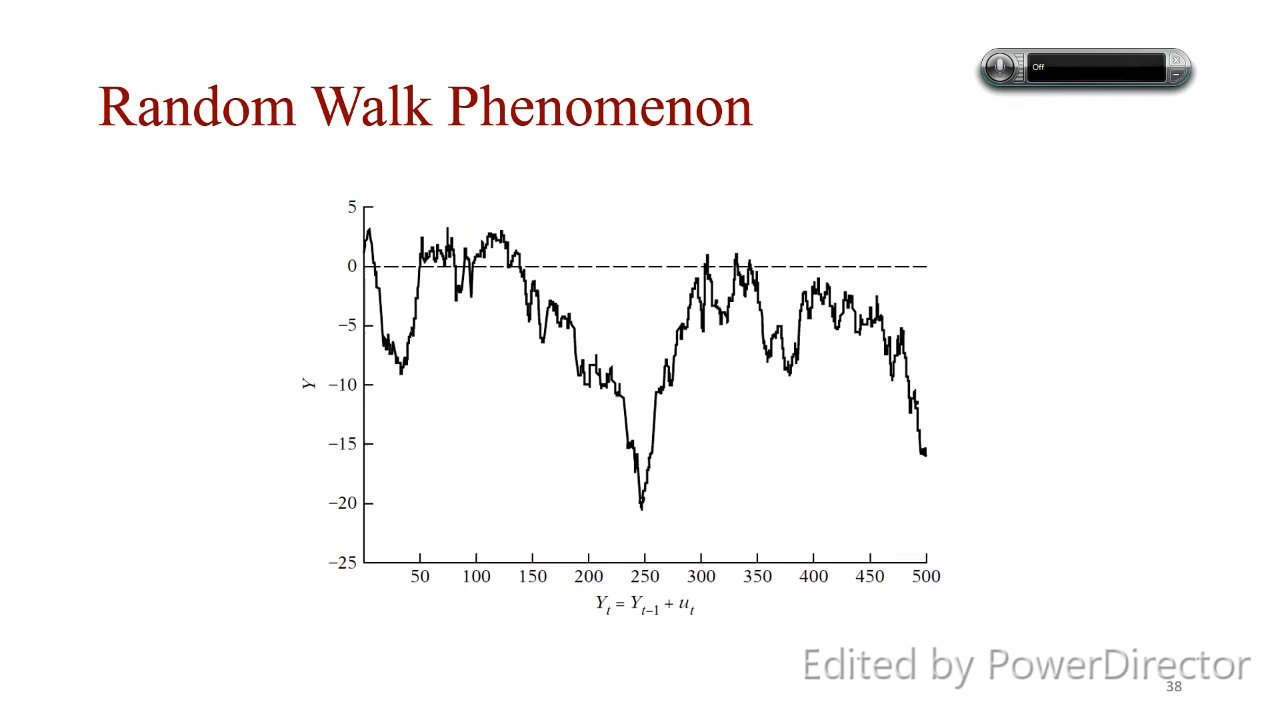 Off
Random Walk Phenomenon
5
0
–5
–10
–15
–20
–25
Y
50 100 150 200 250 300 350 400 450 500
Yt = Yt–1 + ut
Edited by PowerDirector
38